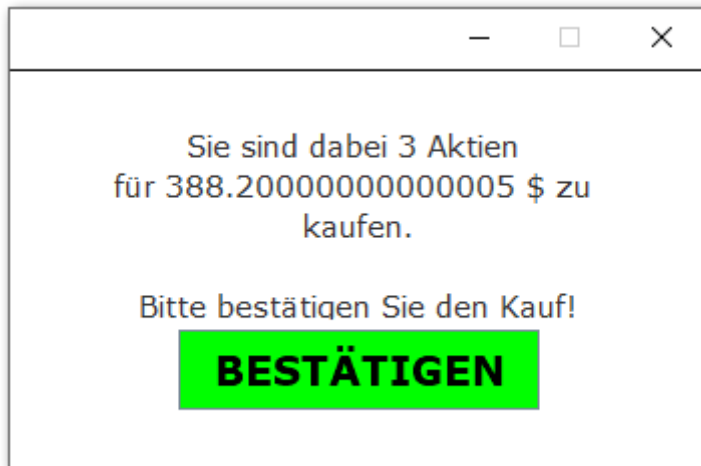 Sie sind dabei 3 Aktien
für 388.20000000000005 $ zu
kaufen.
Bitte bestätigen Sie den Kauf!
BESTÄTIGEN